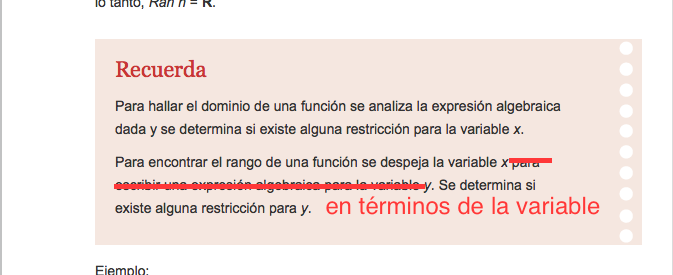 lo tanto, Ran h = R.
Recuerda
Para hallar el dominio de una función se analiza la expresión algebraica
dada y se determina si existe alguna restricción para la variable x.
Para encontrar el rango de una función se despeja la variable x para
escribir una expresión algebraica para la variable y. Se determina si
existe alguna restricción para y. en términos de la variable
Ejemplo: